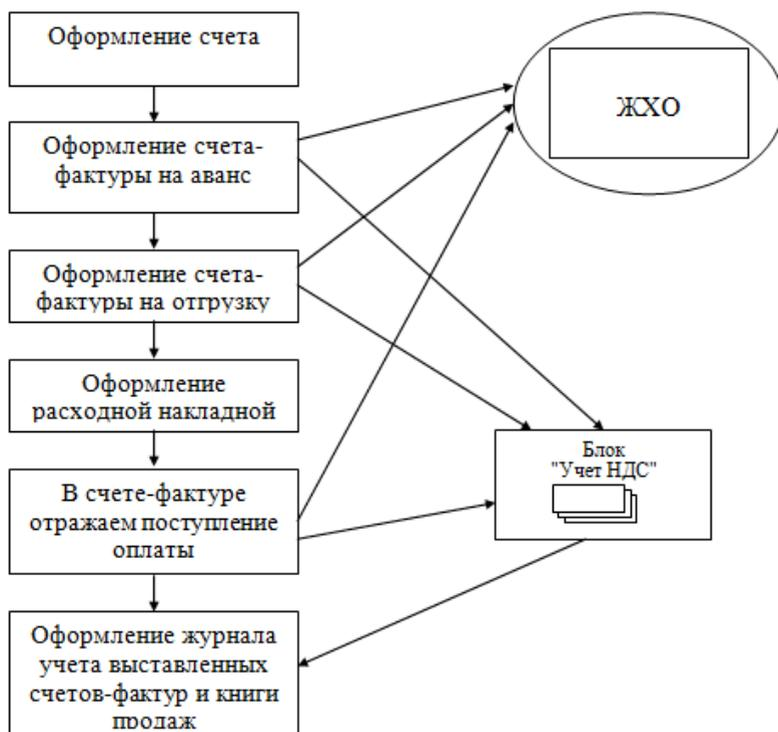 Оформление счета
ЖХО
Оформление счета-
фактуры на аванс
Оформление счета-
фактуры на отгрузку
Оформление
расходной накладной
Блок
"Учет НДС"
В счете-фактуре
отражаем поступление
оплаты
Оформление журнала
учета выставленных
счетов-фактур и книги
продаж